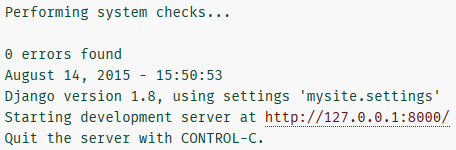 Performing system checks...
0 errors found
August 14, 2015 - 15:50:53
Django version 1.8, using settings 'mysite.settings'
Starting development server at http://127.0.0.1:8000/
Quit the server with CONTROL-C.